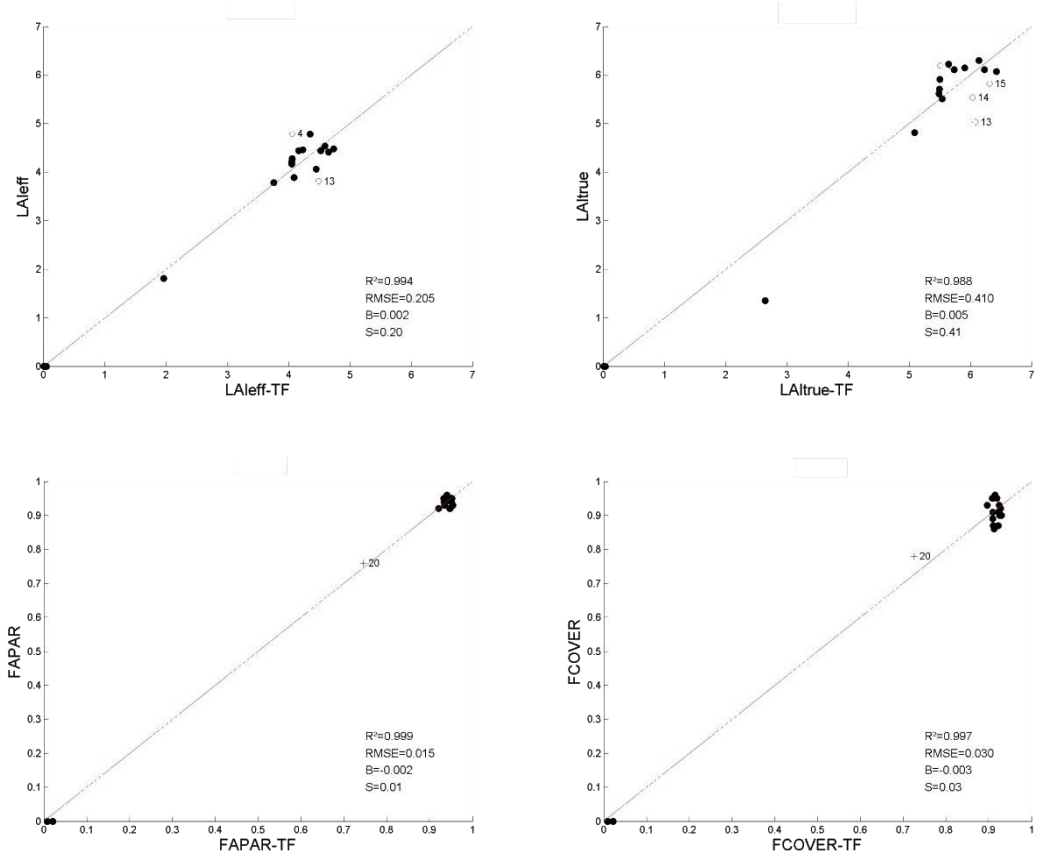 7
6
5
4
3
2
1
0
LAIeff
4
13
R²=0.994
RMSE=0.205
B=0.002
S=0.20
0 1 2 3 4 5 6 7
LAIeff-TF
7
6
5
4
3
2
1
0
LAItrue
15
14
13
R²=0.988
RMSE=0.410
B=0.005
S=0.41
0 1 2 3 4 5 6 7
LAItrue-TF
1
0.9
0.8
0.7
0.6
0.5
0.4
0.3
0.2
0.1
0
FAPAR
20
R²=0.999
RMSE=0.015
B=-0.002
S=0.01
0 0.1 0.2 0.3 0.4 0.5 0.6 0.7 0.8 0.9 1
FAPAR-TF
1
0.9
0.8
0.7
0.6
0.5
0.4
0.3
0.2
0.1
0
FCOVER
20
R²=0.997
RMSE=0.030
B=-0.003
S=0.03
0 0.1 0.2 0.3 0.4 0.5 0.6 0.7 0.8 0.9 1
FCOVER-TF